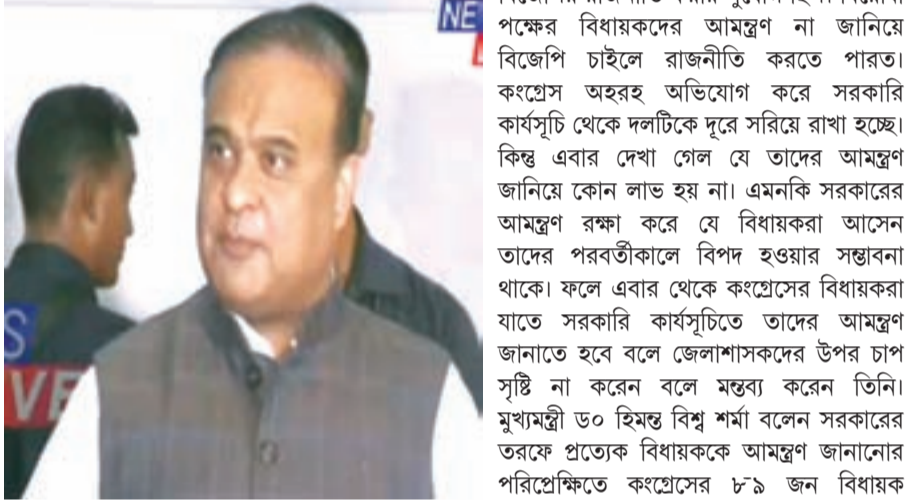 NE
S
VE
পক্ষের বিধায়কদের আমন্ত্রণ না জানিয়ে
বিজেপি চাইলে রাজনীতি করতে পারত।
কংগ্রেস অহরহ অভিযোগ করে সরকারি
কার্যসূচি থেকে দলটিকে দূরে সরিয়ে রাখা হচ্ছে।
কিন্তু এবার দেখা গেল যে তাদের আমন্ত্রণ
জানিয়ে কোন লাভ হয় না। এমনকি সরকারের
আমন্ত্রণ রক্ষা করে যে বিধায়করা আসেন
তাদের পরবর্তীকালে বিপদ হওয়ার সম্ভাবনা
থাকে। ফলে এবার থেকে কংগ্রেসের বিধায়করা
যাতে সরকারি কার্যসূচিতে তাদের আমন্ত্রণ
জানাতে হবে বলে জেলাশাসকদের উপর চাপ
সৃষ্টি না করেন বলে মন্তব্য করেন তিনি।
মুখ্যমন্ত্রী ড০ হিমন্ত বিশ্ব শর্মা বলেন সরকারের
তরফে প্রত্যেক বিধায়ককে আমন্ত্রণ জানানোর
পরিপ্রেক্ষিতে কংগ্রেসের ৮-৯ জন বিধায়ক